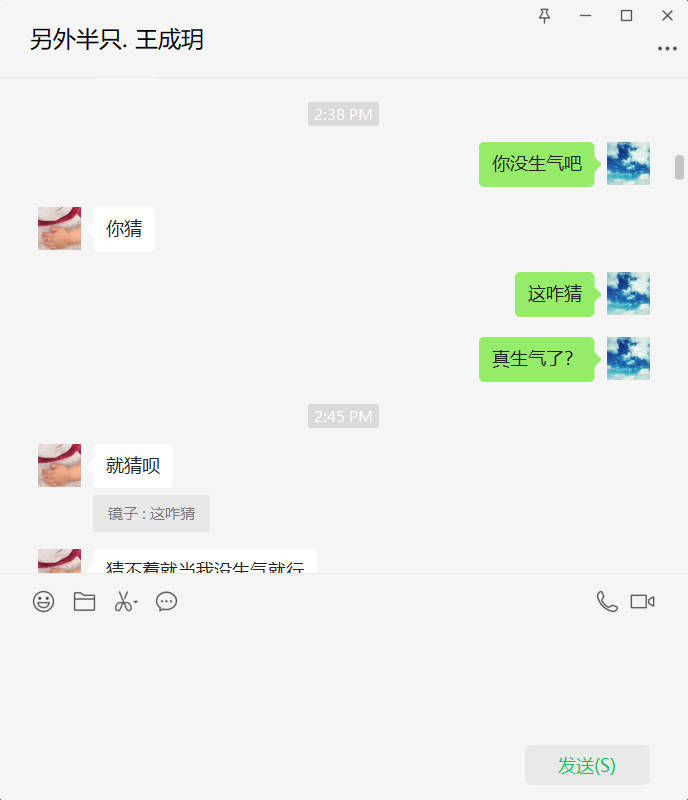 另外半只. 王成玥
2:38 PM
你没生气吧
你猜
这咋猜
真生气了?
2:45 PM
就猜呗
镜子 : 这咋猜
猜不着就当我没生气就行
发送(S)